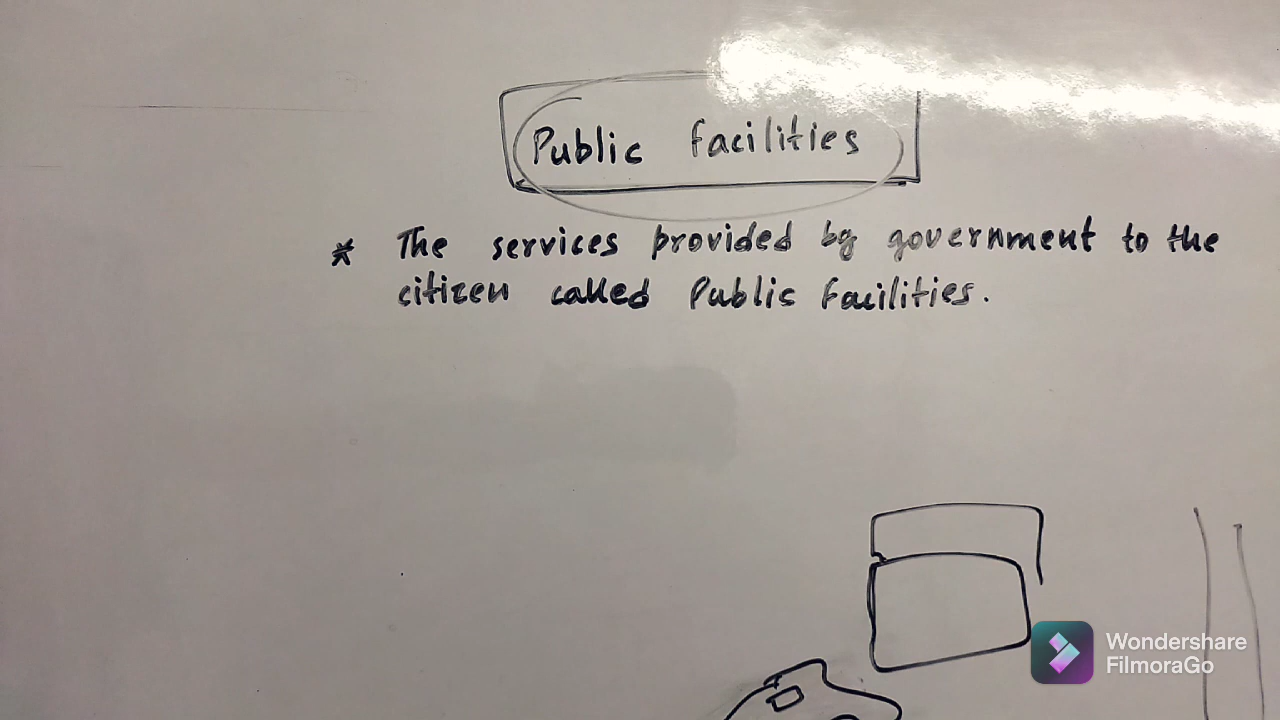 Public facilities
* The services provided by government to the
citizen called Public Facilities.
Wondershare
FilmoraGo